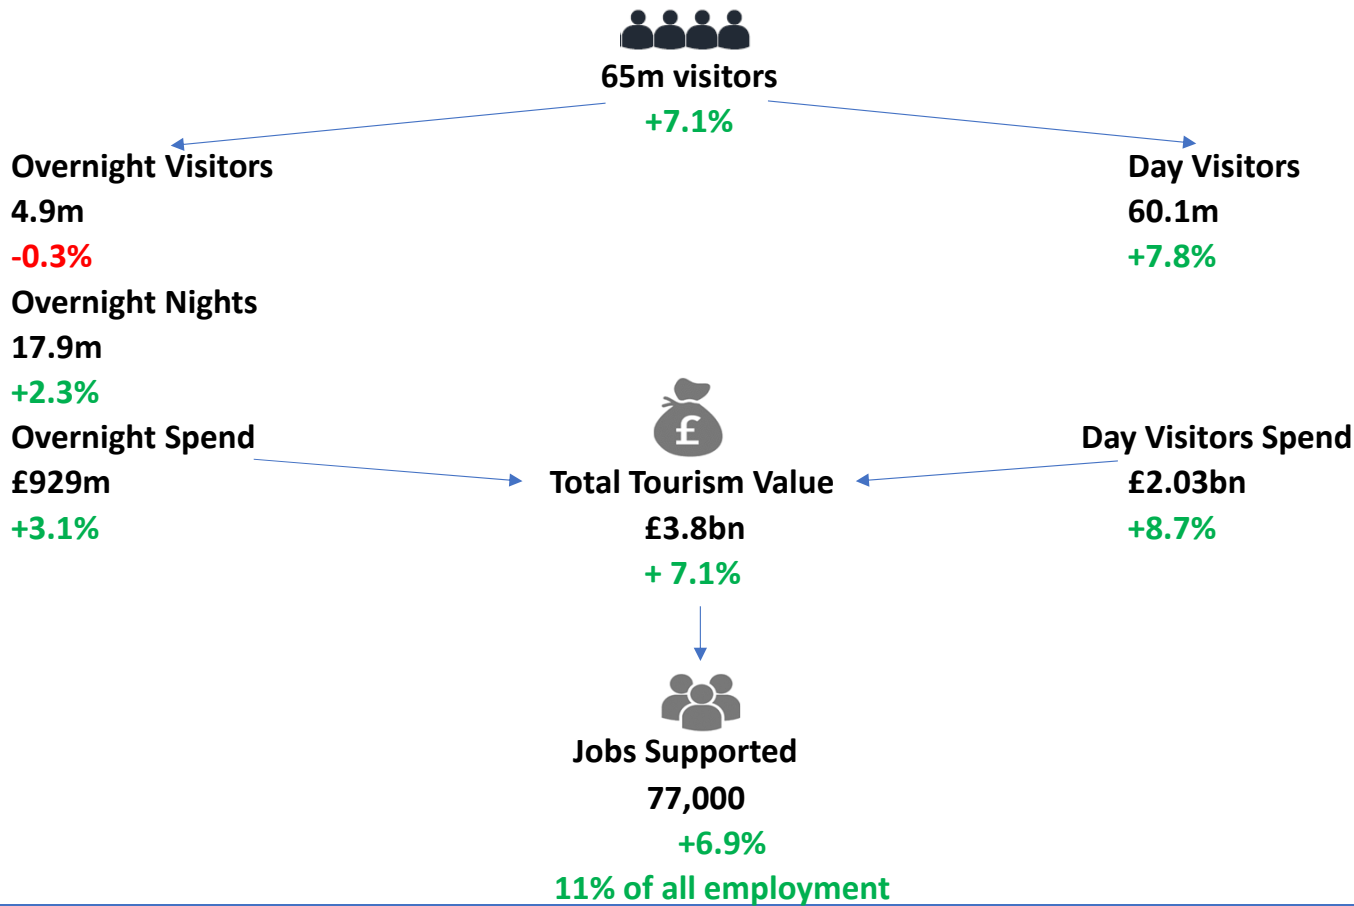 65m visitors
+7.1%
Overnight Visitors
4.9m
-0.3%
Overnight Nights
17.9m
+2.3%
Overnight Spend
£929m
+3.1%
Day Visitors
60.1m
+7.8%
Day Visitors Spend
£2.03bn
+8.7%
£
Total Tourism Value
£3.8bn
+ 7.1%
Jobs Supported
77,000
+6.9%
11% of all employment